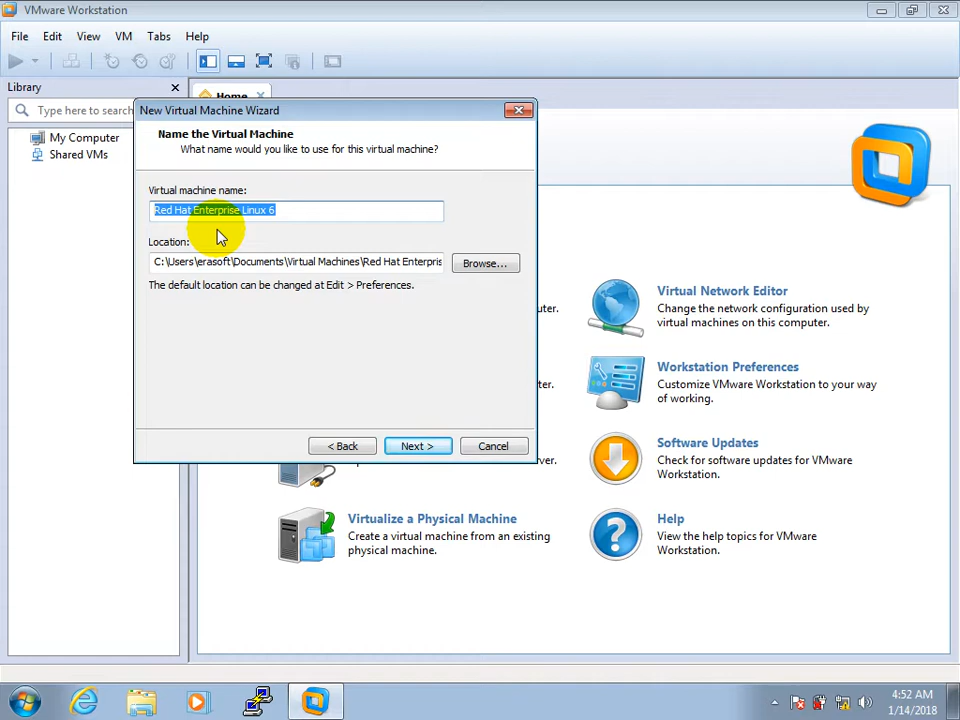 VMware Workstation
File Edit View VM Tabs Help
Library
Home
Type here to search
My Computer
Shared VMs
New Virtual Machine Wizard
Name the Virtual Machine
What name would you like to use for this virtual machine?
Virtual machine name:
Red Hat Enterprise Linux 6
Location:
C:\Users\erasoft\Documents\Virtual Machines\Red Hat Enterpris
Browse...
The default location can be changed at Edit > Preferences.
< Back Next > Cancel
Virtual Network Editor
Change the network configuration used by
virtual machines on this computer.
Workstation Preferences
Customize VMware Workstation to your way
of working.
Software Updates
Check for software updates for VMware
Workstation.
Virtualize a Physical Machine
Create a virtual machine from an existing
physical machine.
Help
View the help topics for VMware
Workstation.
4:52 AM
1/14/2018